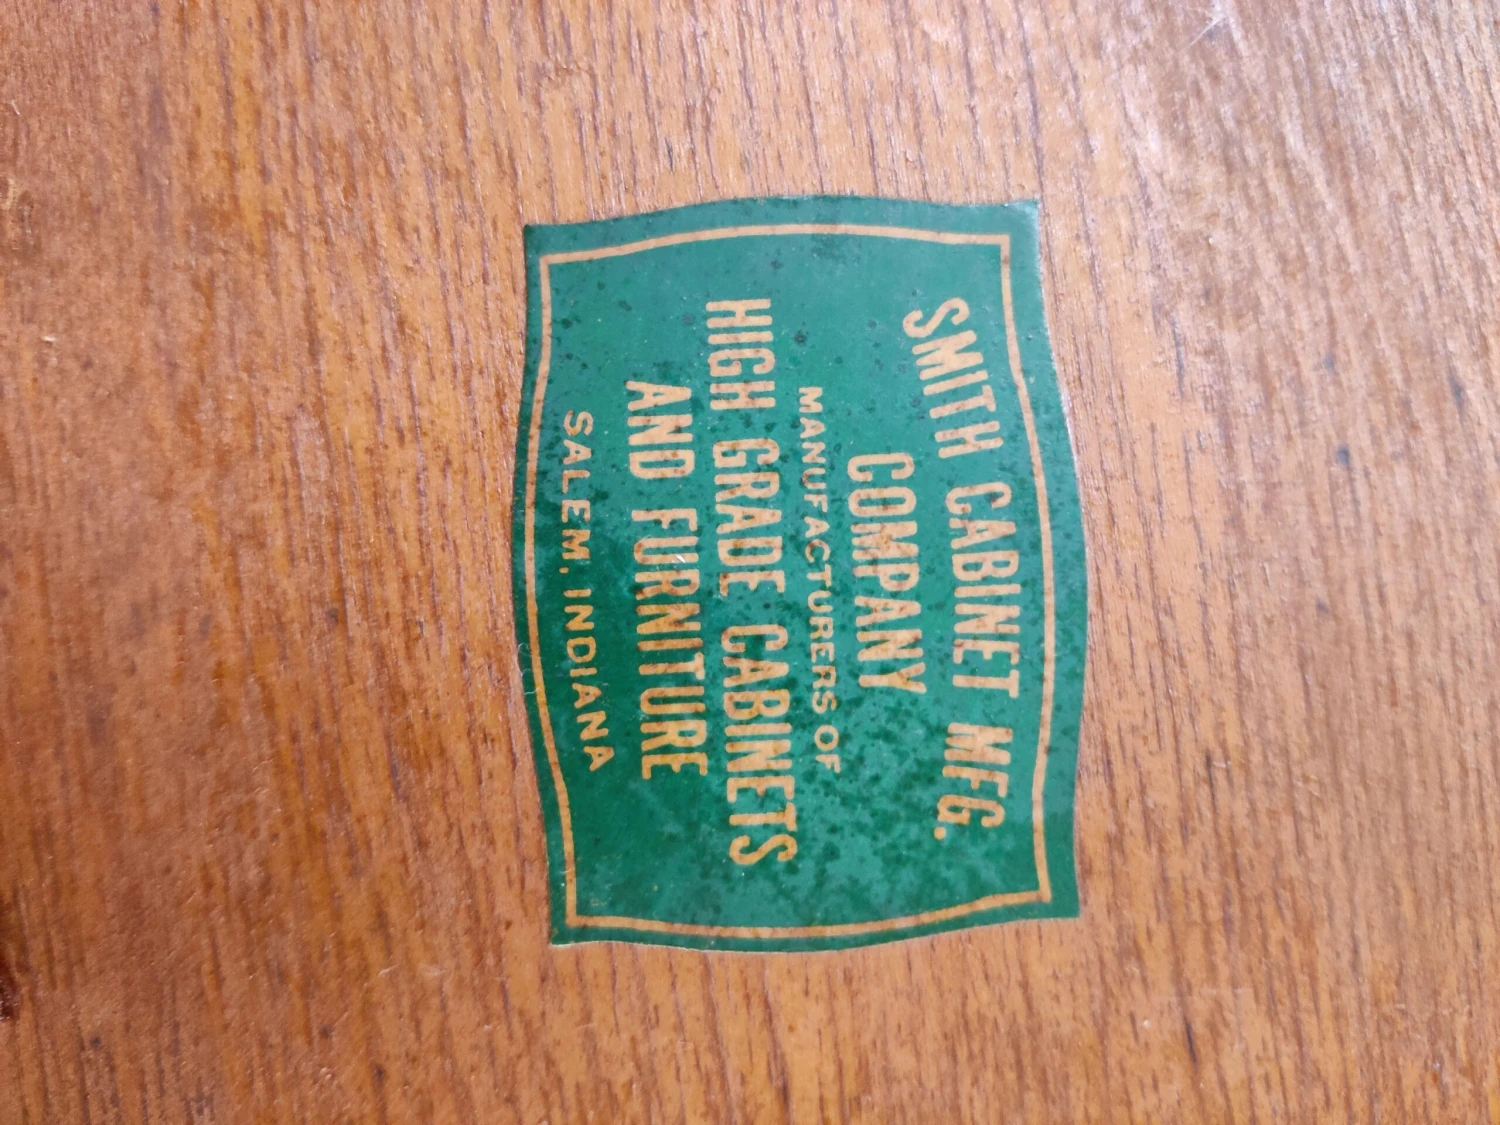 SMITH CABINET MFG.
COMPANY
MANUFACTURERS OF
HIGH GRADE CABINETS
AND FURNITURE
SALEM, INDIANA